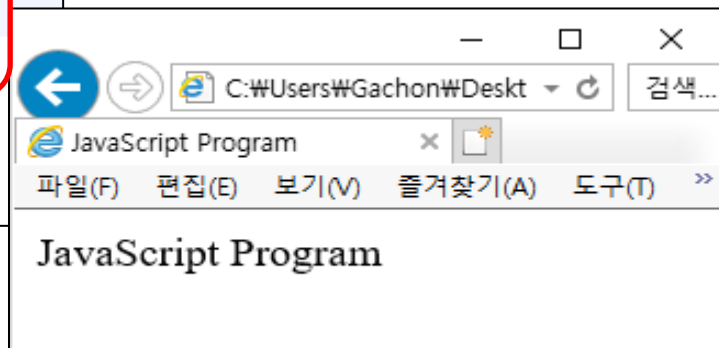 C:₩Users₩Gachon₩Deskt
검색...
JavaScript Program
파일(F) 편집(E) 보기(V) 즐겨찾기(A) 도구(T) »
JavaScript Program